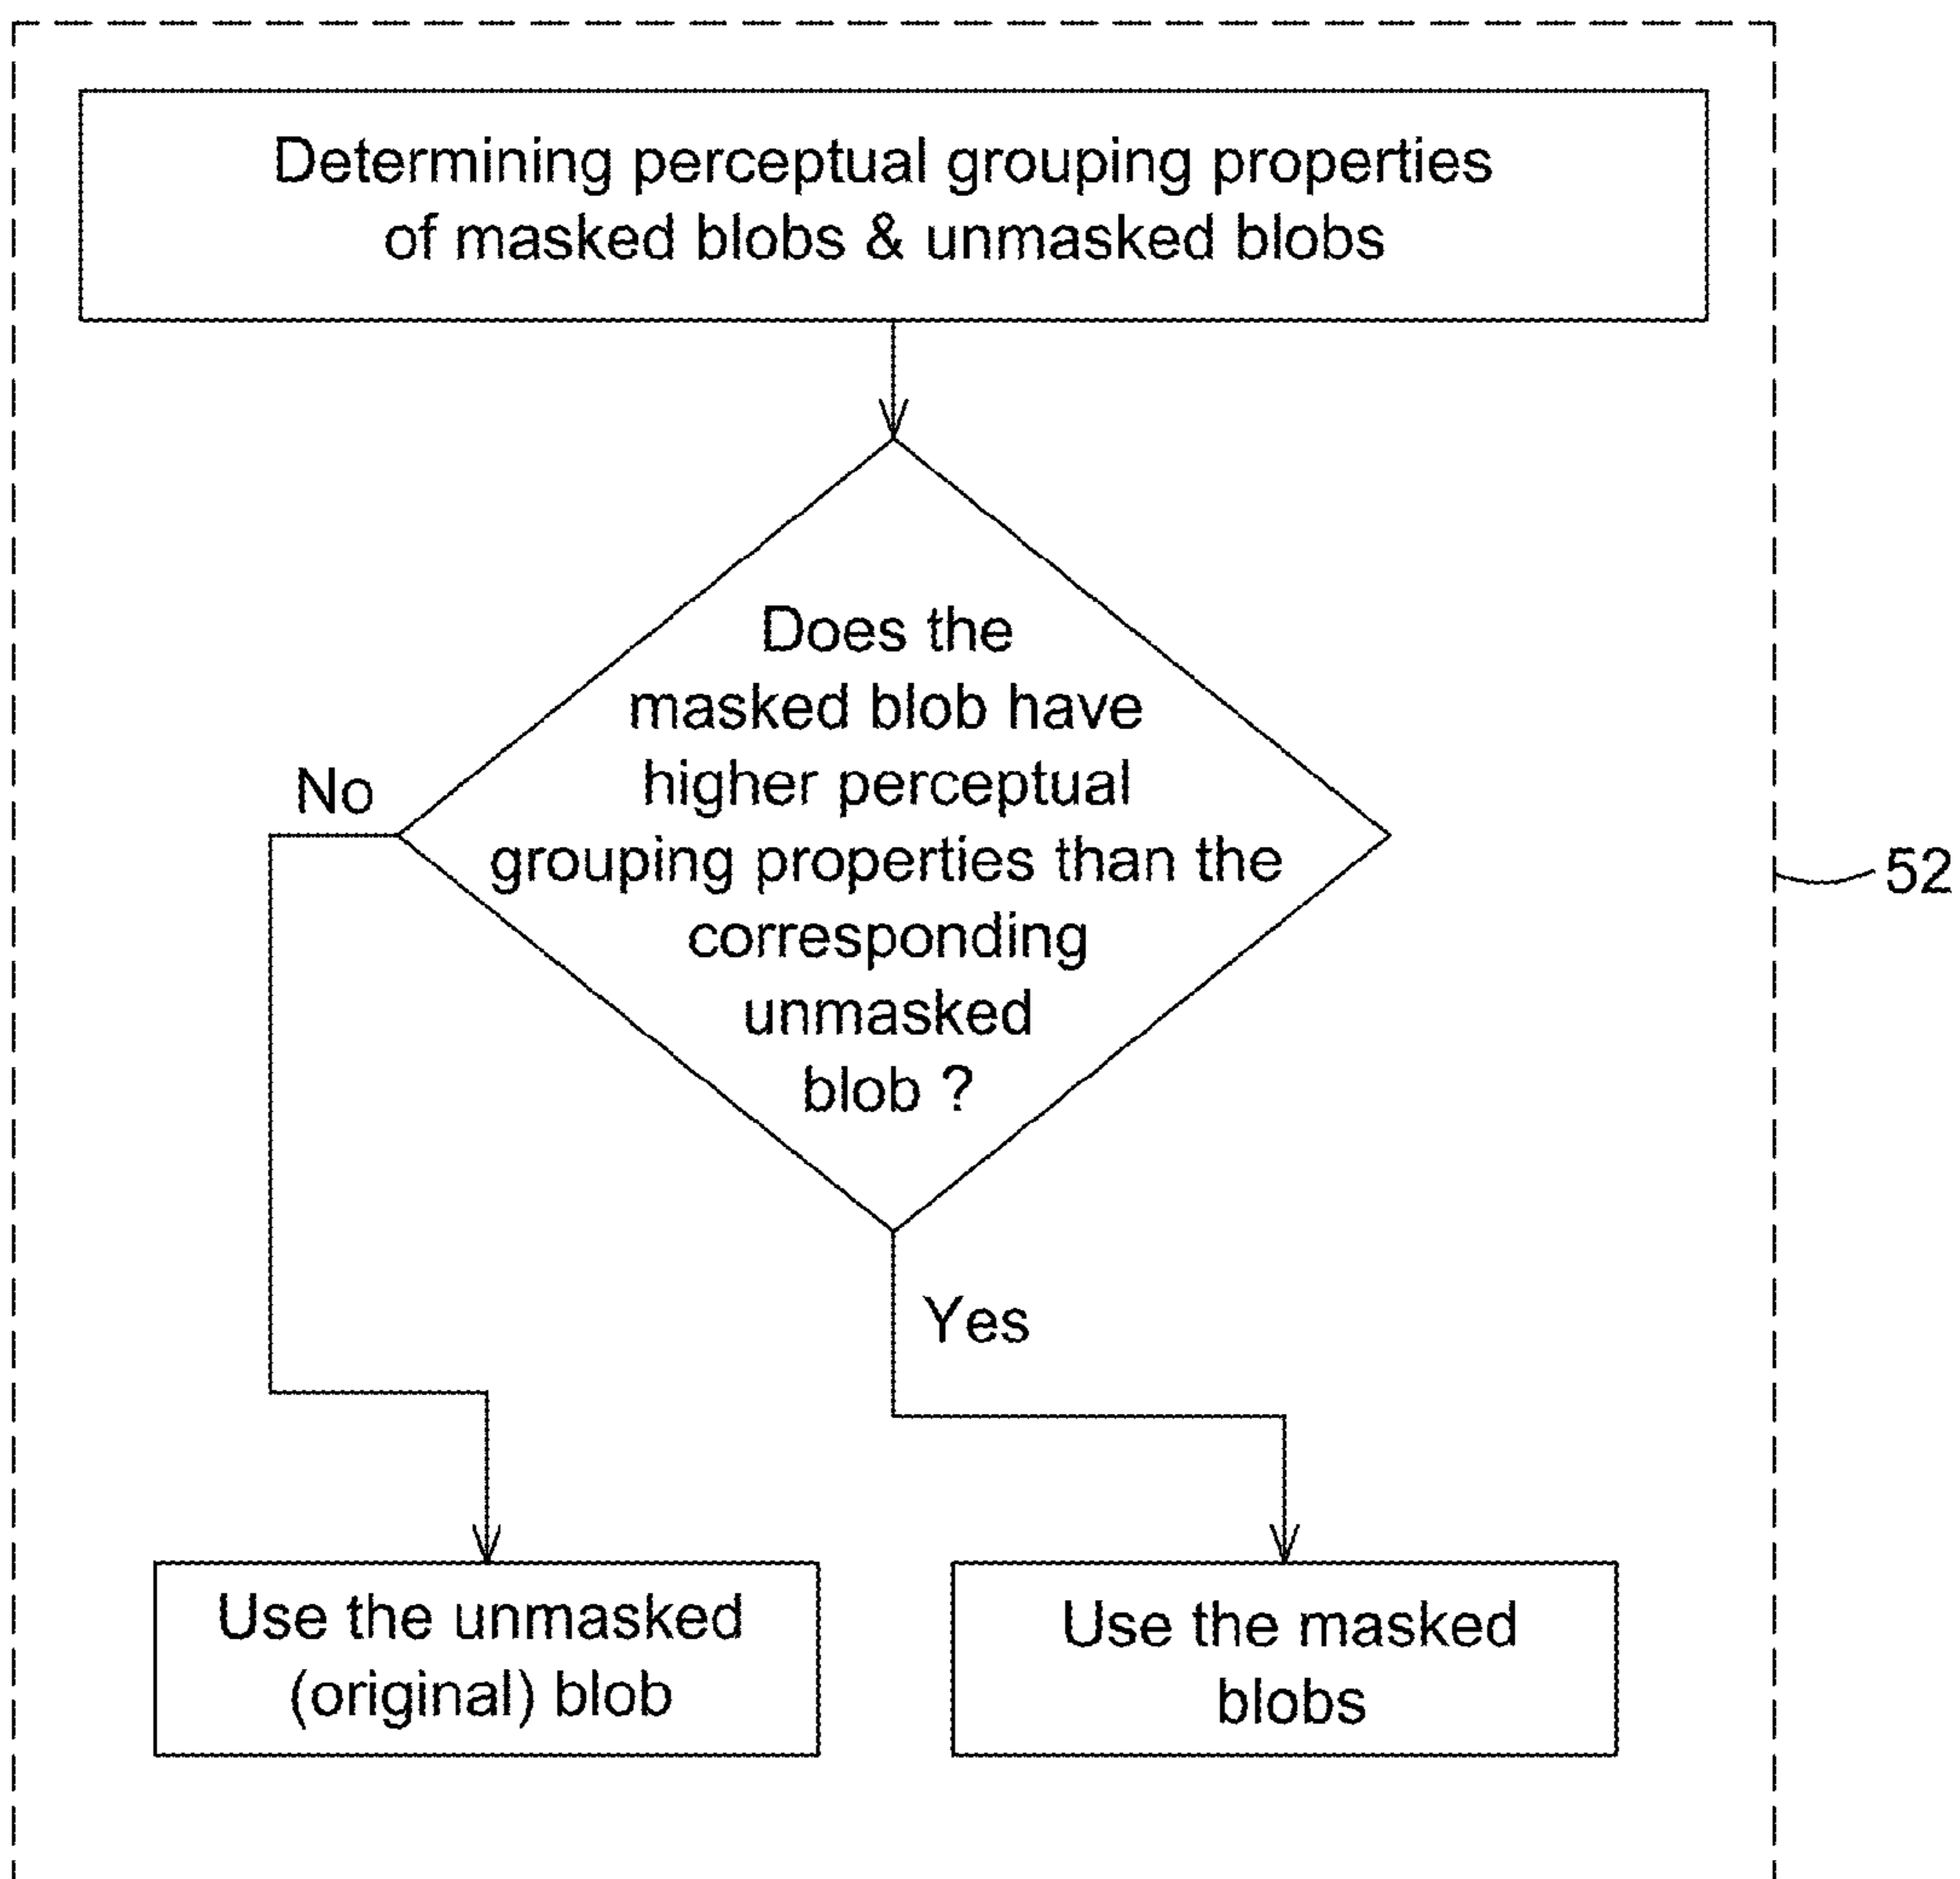 Determining perceptual grouping properties
of masked blobs & unmasked blobs
Does the
masked blob have
higher perceptual
grouping properties than the
corresponding
unmasked
blob ?
No
52
Yes
Use the unmasked
(original) blob
Use the masked
blobs